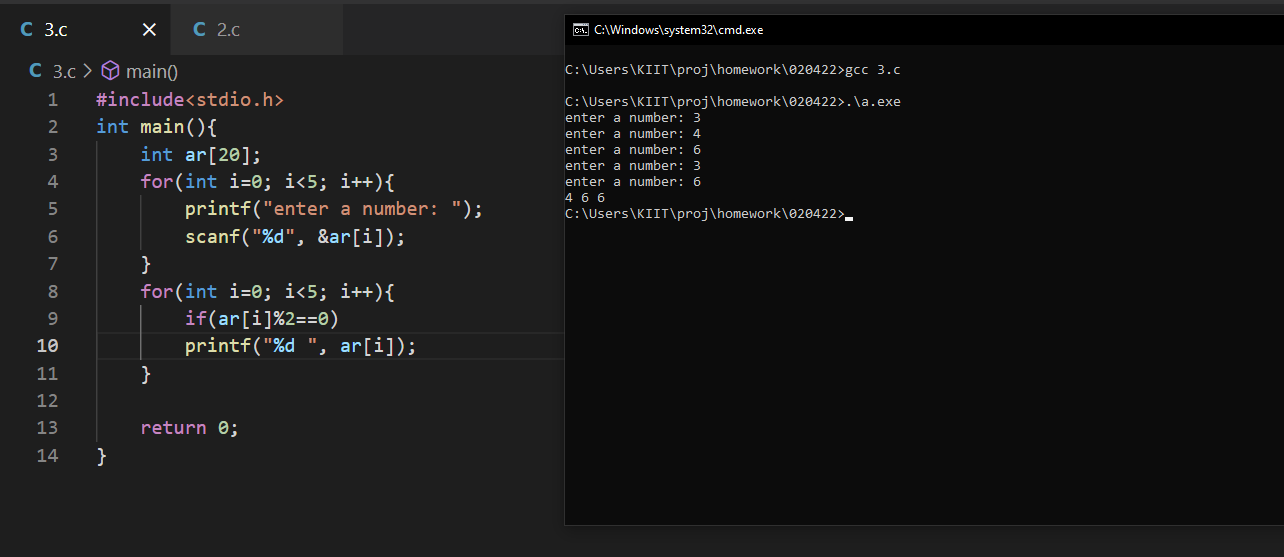 C 3.c × C 2.c
C 3.c > main()
1 #include<stdio.h>
2 int main(){
3     int ar[20];
4     for(int i=0; i<5; i++){
5         printf("enter a number: ");
6         scanf("%d", &ar[i]);
7     }
8     for(int i=0; i<5; i++){
9         if(ar[i]%2==0)
10         printf("%d ", ar[i]);
11     }
12
13     return 0;
14 }
C:\Windows\system32\cmd.exe
C:\Users\KIIT\proj\homework\020422>gcc 3.c
C:\Users\KIIT\proj\homework\020422>.\a.exe
enter a number: 3
enter a number: 4
enter a number: 6
enter a number: 3
enter a number: 6
4 6 6
C:\Users\KIIT\proj\homework\020422>